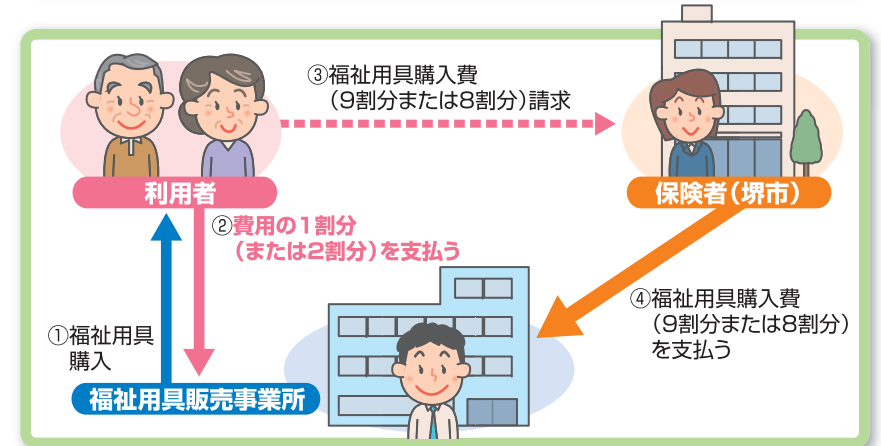 ③福祉用具購入費
（9割分または8割分）請求
利用者
保険者（堺市）
②費用の1割分
（または2割分）を支払う
①福祉用具
購入
④福祉用具購入費
（9割分または8割分）
を支払う
福祉用具販売事業所